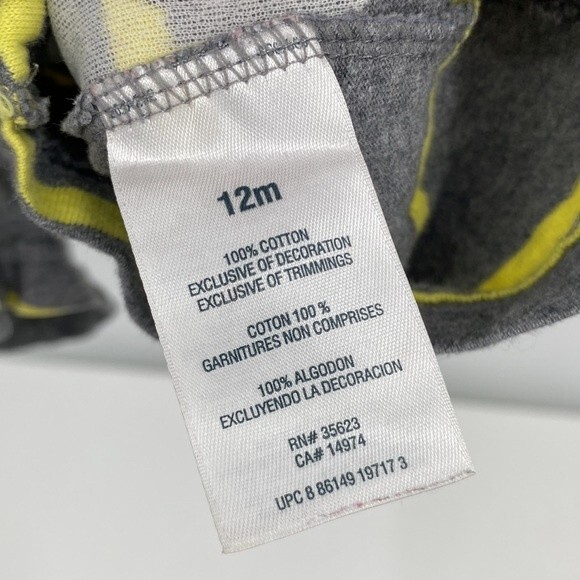 12m
100% COTTON
EXCLUSIVE OF DECORATION
EXCLUSIVE OF TRIMMINGS
COTON 100 %
GARNITURES NON COMPRISES
100% ALGODON
EXCLUYENDO LA DECORACION
RN# 35623
CA# 14974
UPC 8 86149 19717 3